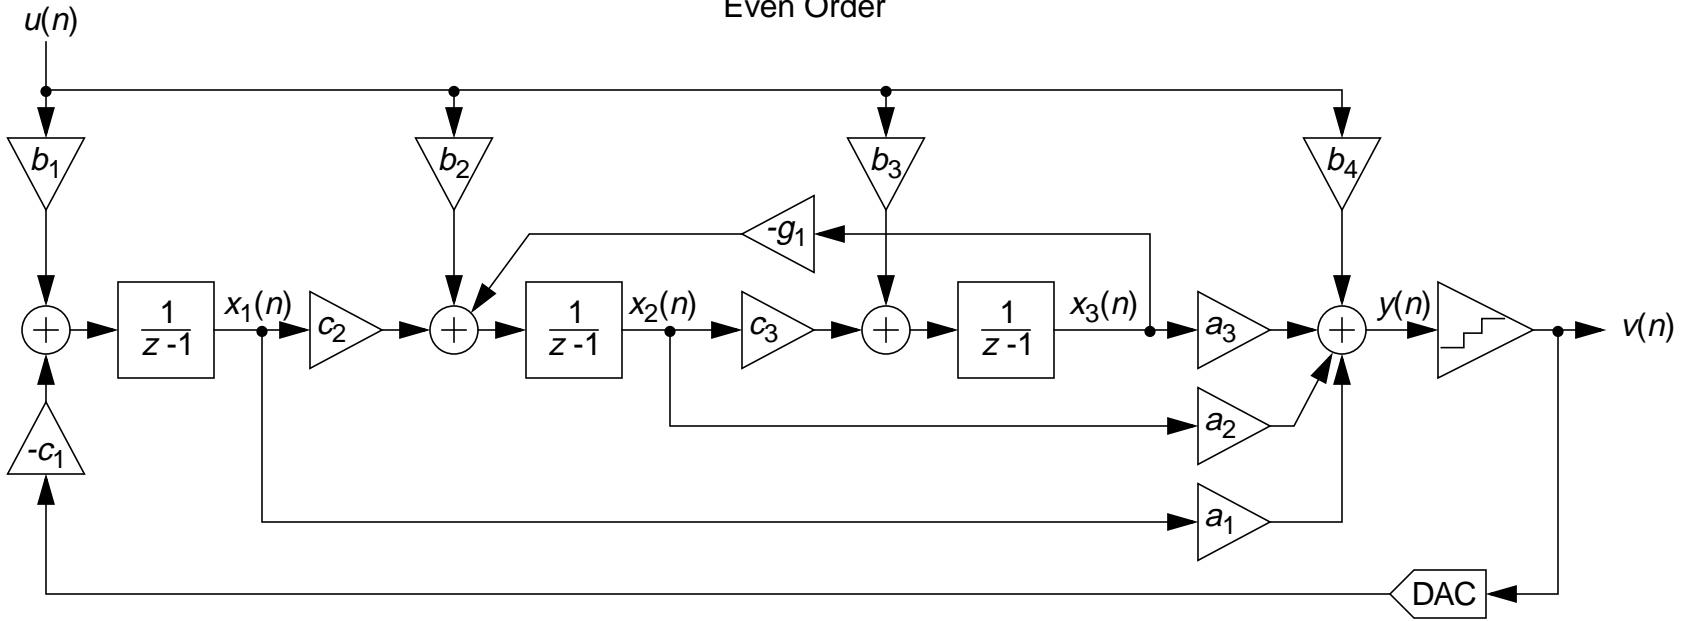 Even Order
u(n)
b1
b2
b3
b4
-g1
1
z -1
x1(n)
c2
1
z -1
x2(n)
c3
1
z -1
x3(n)
a3
y(n)
v(n)
a2
-c1
a1
DAC